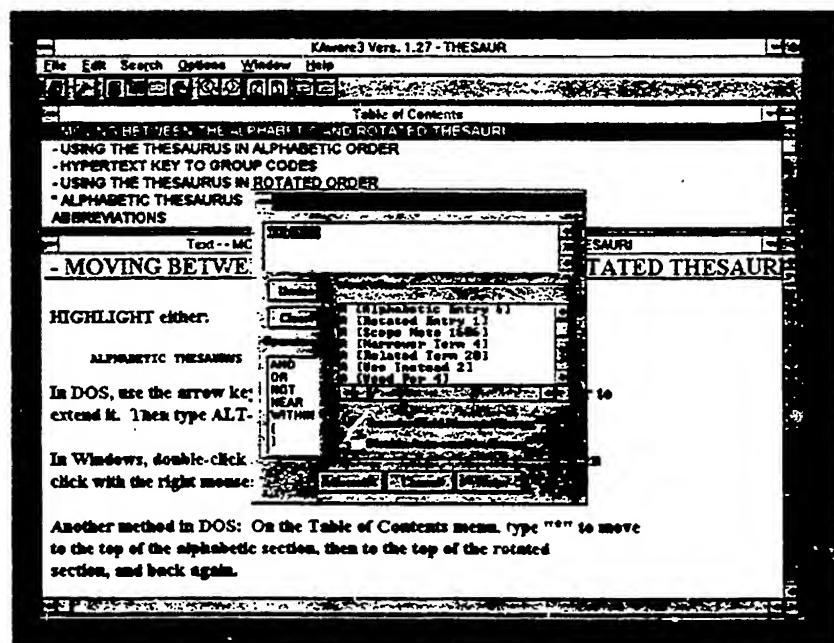 KAware3 Vers. 1.27 - THESAUR
File Edit Search Options Window Help
Table of Contents
- MOVING BETWEEN THE ALPHABETIC AND ROTATED THESAURI
- USING THE THESAURUS IN ALPHABETIC ORDER
- HYPERTEXT KEY TO GROUP CODES
- USING THE THESAURUS IN ROTATED ORDER
* ALPHABETIC THESAURUS
ABBREVIATIONS
Text -- MO
ESAURI
- MOVING BETWE
TATED THESAURI
HIGHLIGHT either:
[Alphabetic Entry
[Rotated Entry 1]
[Scope Note
[Narrower Term 4]
[Related Term 20]
[Use Instead 2]
[Used For 4]
ALPHABETIC THESAURUS
AND
OR
NOT
NEAR
WITHIN
(
)
In DOS, use the arrow
to
extend it. Then type ALT-
In Windows, double-click
click with the right mouse
Another method in DOS: On the Table of Contents menu, type "*" to move
to the top of the alphabetic section, then to the top of the rotated
section, and back again.